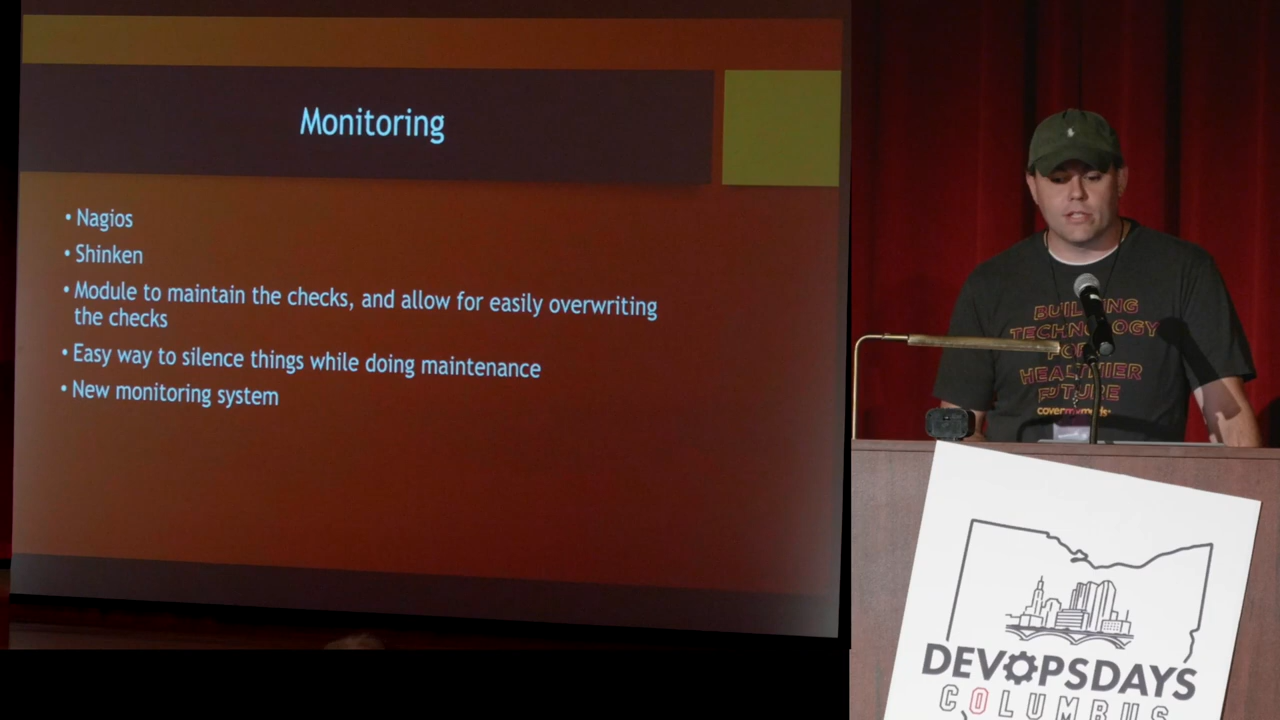 Monitoring
• Nagios
• Shinken
• Module to maintain the checks, and allow for easily overwriting
the checks
• Easy way to silence things while doing maintenance
• New monitoring system
BUILDING
TECHNOLOGY
FOR
HEALTHIER
FUTURE
covermymeds
DEVOPSDAYS
COLUMBUS